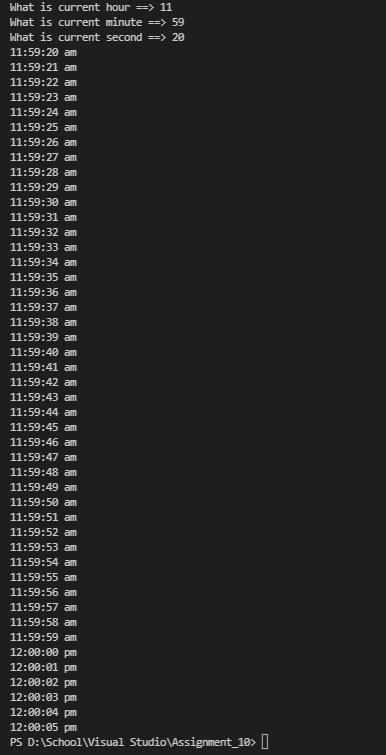 What is current hour ==> 11
What is current minute ==> 59
What is current second ==> 20
11:59:20 am
11:59:21 am
11:59:22 am
11:59:23 am
11:59:24 am
11:59:25 am
11:59:26 am
11:59:27 am
11:59:28 am
11:59:29 am
11:59:30 am
11:59:31 am
11:59:32 am
11:59:33 am
11:59:34 am
11:59:35 am
11:59:36 am
11:59:37 am
11:59:38 am
11:59:39 am
11:59:40 am
11:59:41 am
11:59:42 am
11:59:43 am
11:59:44 am
11:59:45 am
11:59:46 am
11:59:47 am
11:59:48 am
11:59:49 am
11:59:50 am
11:59:51 am
11:59:52 am
11:59:53 am
11:59:54 am
11:59:55 am
11:59:56 am
11:59:57 am
11:59:58 am
11:59:59 am
12:00:00 pm
12:00:01 pm
12:00:02 pm
12:00:03 pm
12:00:04 pm
12:00:05 pm
PS D:\School\Visual Studio\Assignment_10>